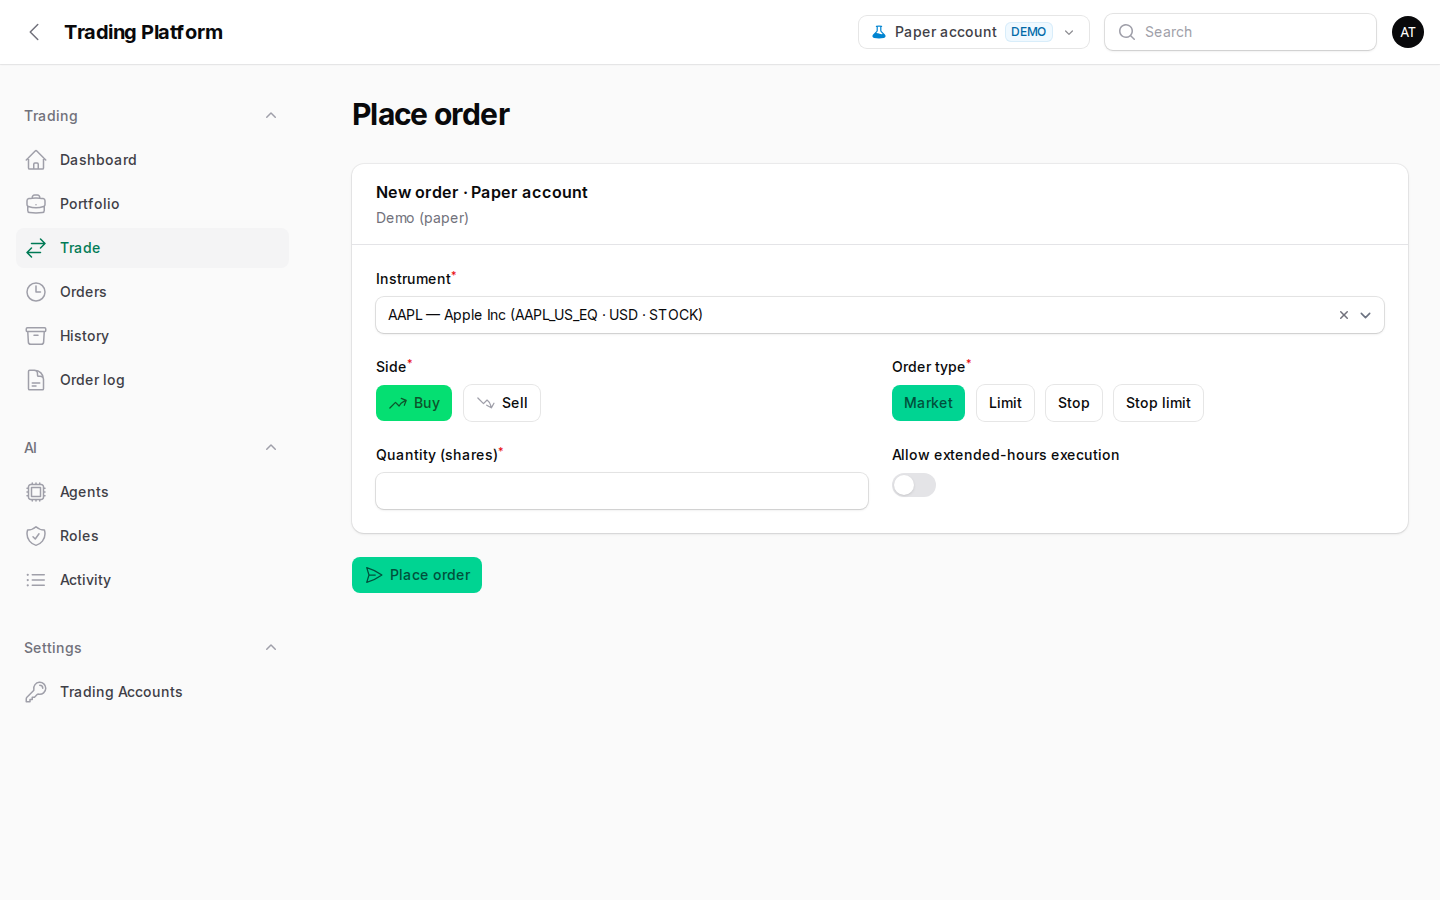 Trading Platform
Paper account DEMO
Search
AT
Trading
Dashboard
Portfolio
Trade
Orders
History
Order log
AI
Agents
Roles
Activity
Settings
Trading Accounts
Place order
New order · Paper account
Demo (paper)
Instrument*
AAPL — Apple Inc (AAPL_US_EQ · USD · STOCK)
Side*
Buy
Sell
Order type*
Market
Limit
Stop
Stop limit
Quantity (shares)*
Allow extended-hours execution
Place order